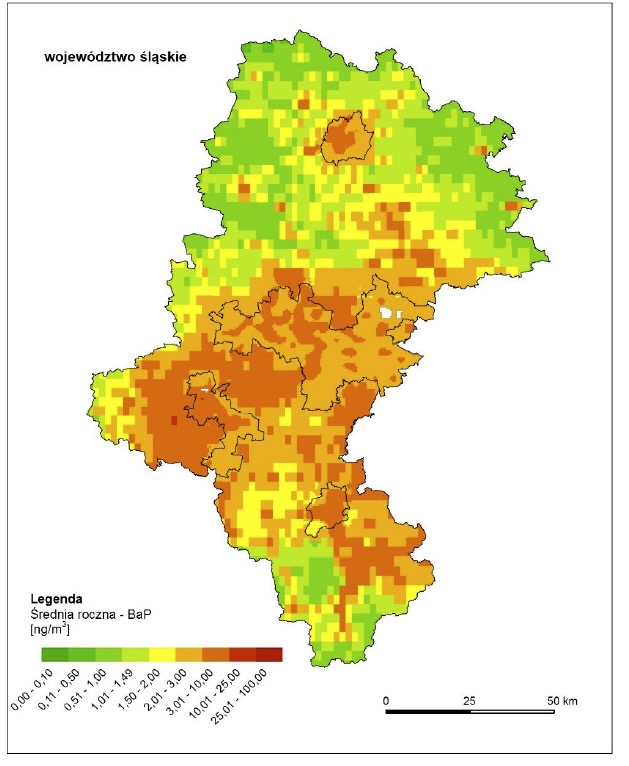 województwo śląskie
Legenda
Średnia roczna - BaP
[ng/m³]
0,00 - 0,10
0,11 - 0,50
0,51 - 1,00
1,01 - 1,49
1,50 - 2,00
2,01 - 3,00
3,01 - 10,00
10,01 - 25,00
25,01 - 100,00
0 25 50 km